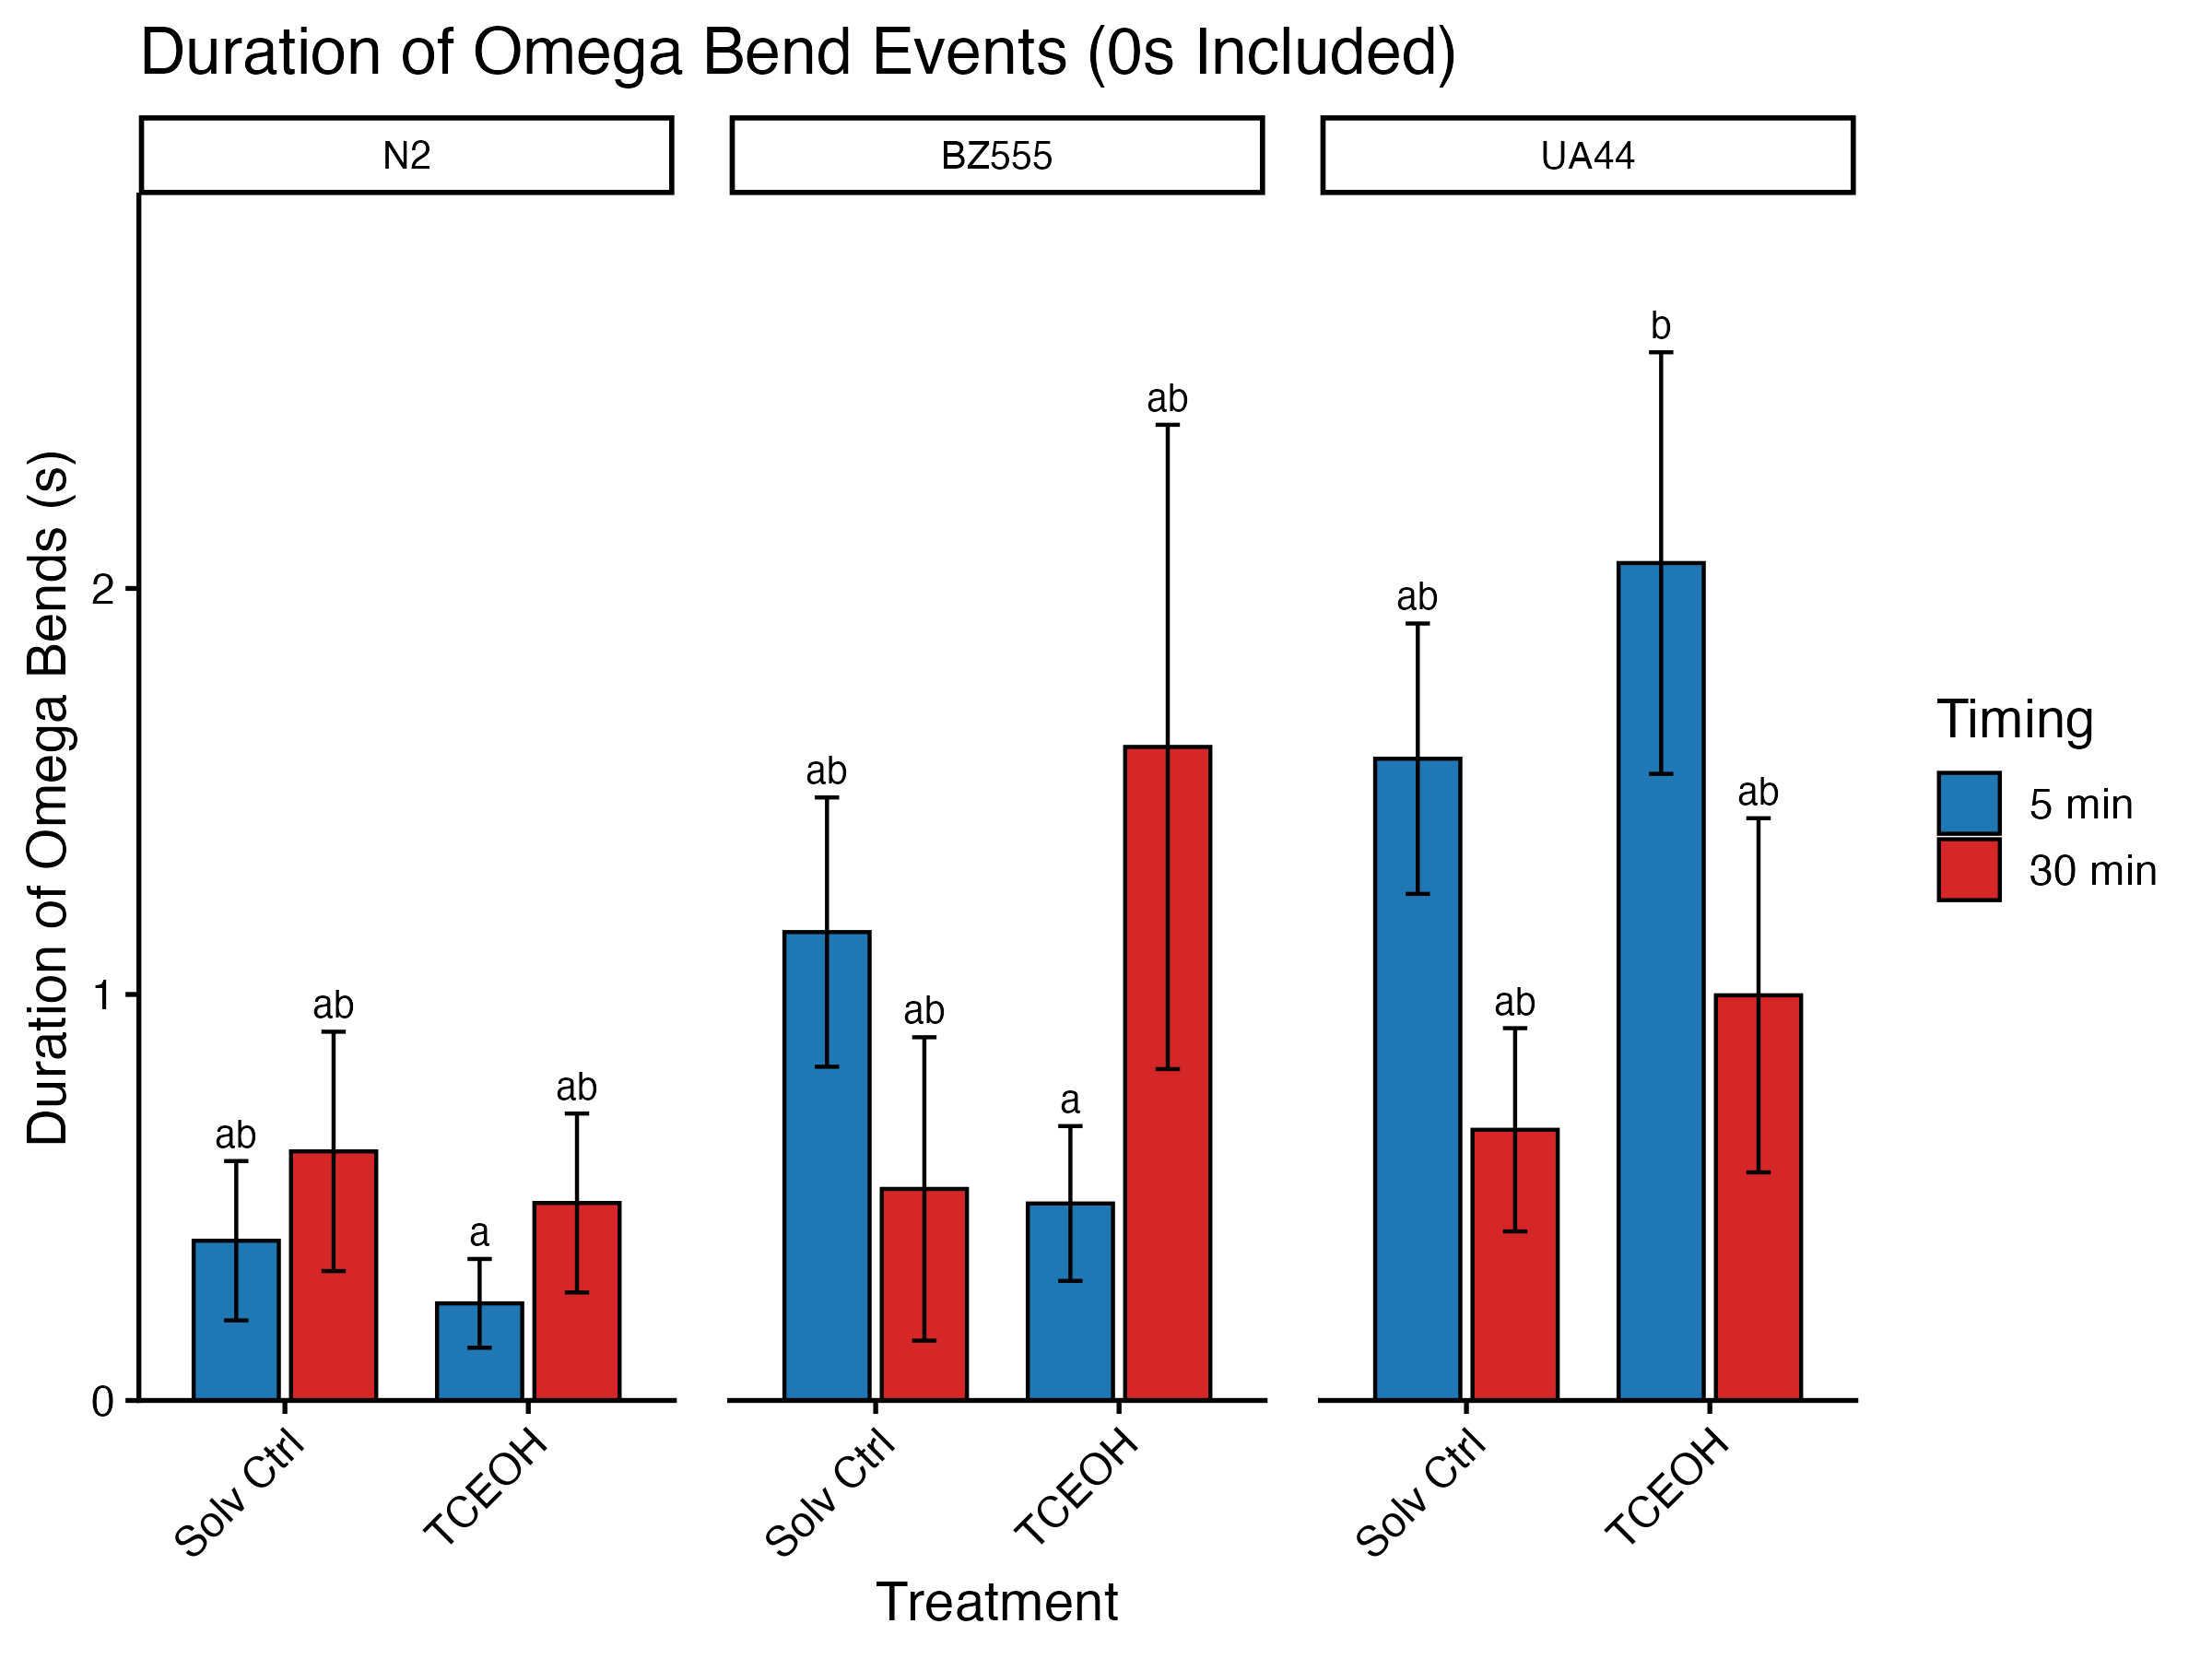 Duration of Omega Bend Events (0s Included)
N2
BZ555
UA44
Duration of Omega Bends (s)
2
1
0
ab
ab
a
ab
ab
ab
a
ab
ab
ab
b
ab
Solv Ctrl
TCEOH
Solv Ctrl
TCEOH
Solv Ctrl
TCEOH
Treatment
Timing
5 min
30 min